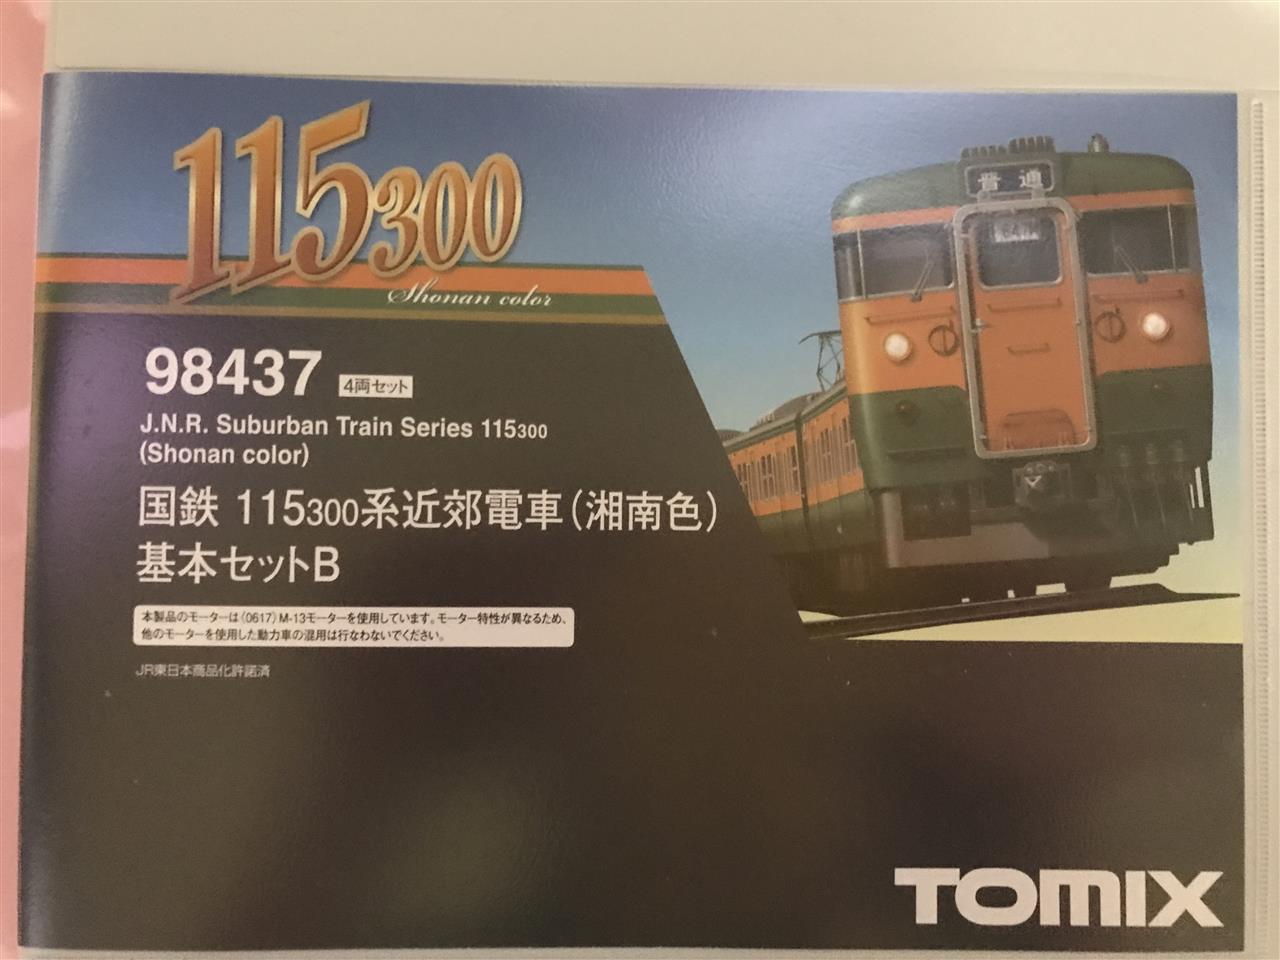 115300
Shonan color
98437 4両セット
J.N.R. Suburban Train Series 115300
(Shonan color)
国鉄 115300系近郊電車(湘南色)
基本セットB
本製品のモーターは(0617)M-13モーターを使用しています。モーター特性が異なるため、
他のモーターを使用した動力車の混用は行なわないでください。
JR東日本商品化許諾済
普通
TOMIX